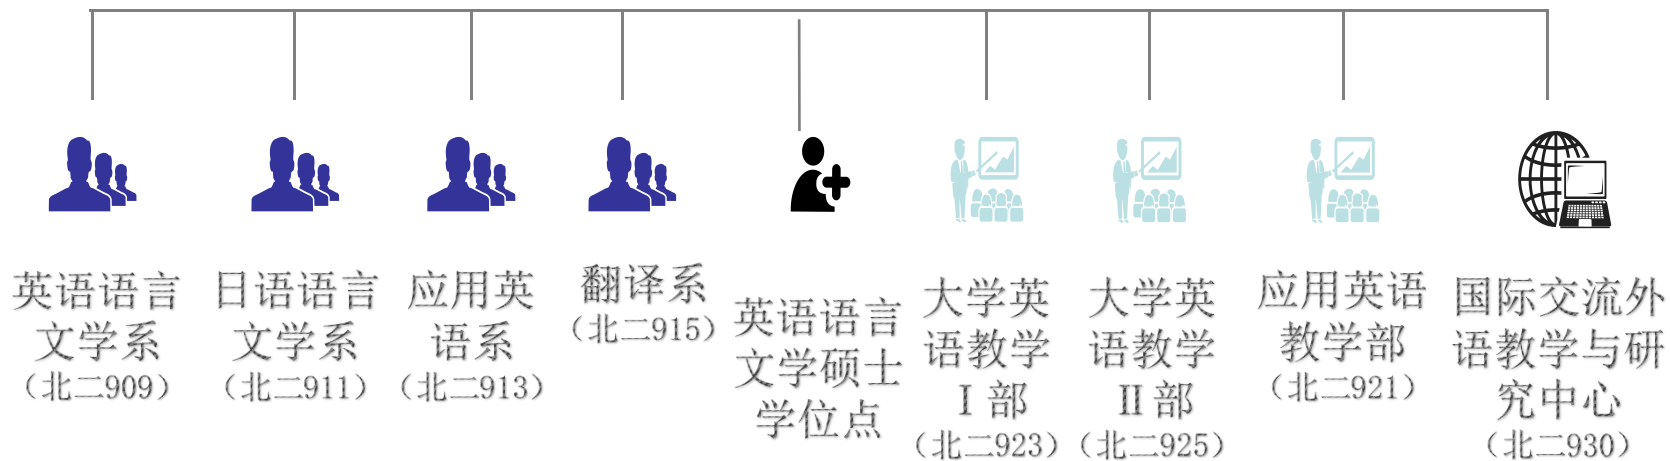 英语语言
文学系
（北二909）
日语语言
文学系
（北二911）
应用英
语系
（北二913）
翻译系
（北二915）
英语语言
文学硕士
学位点
大学英
语教学
Ⅰ部
（北二923）
大学英
语教学
Ⅱ部
（北二925）
应用英语
教学部
（北二921）
国际交流外
语教学与研
究中心
（北二930）